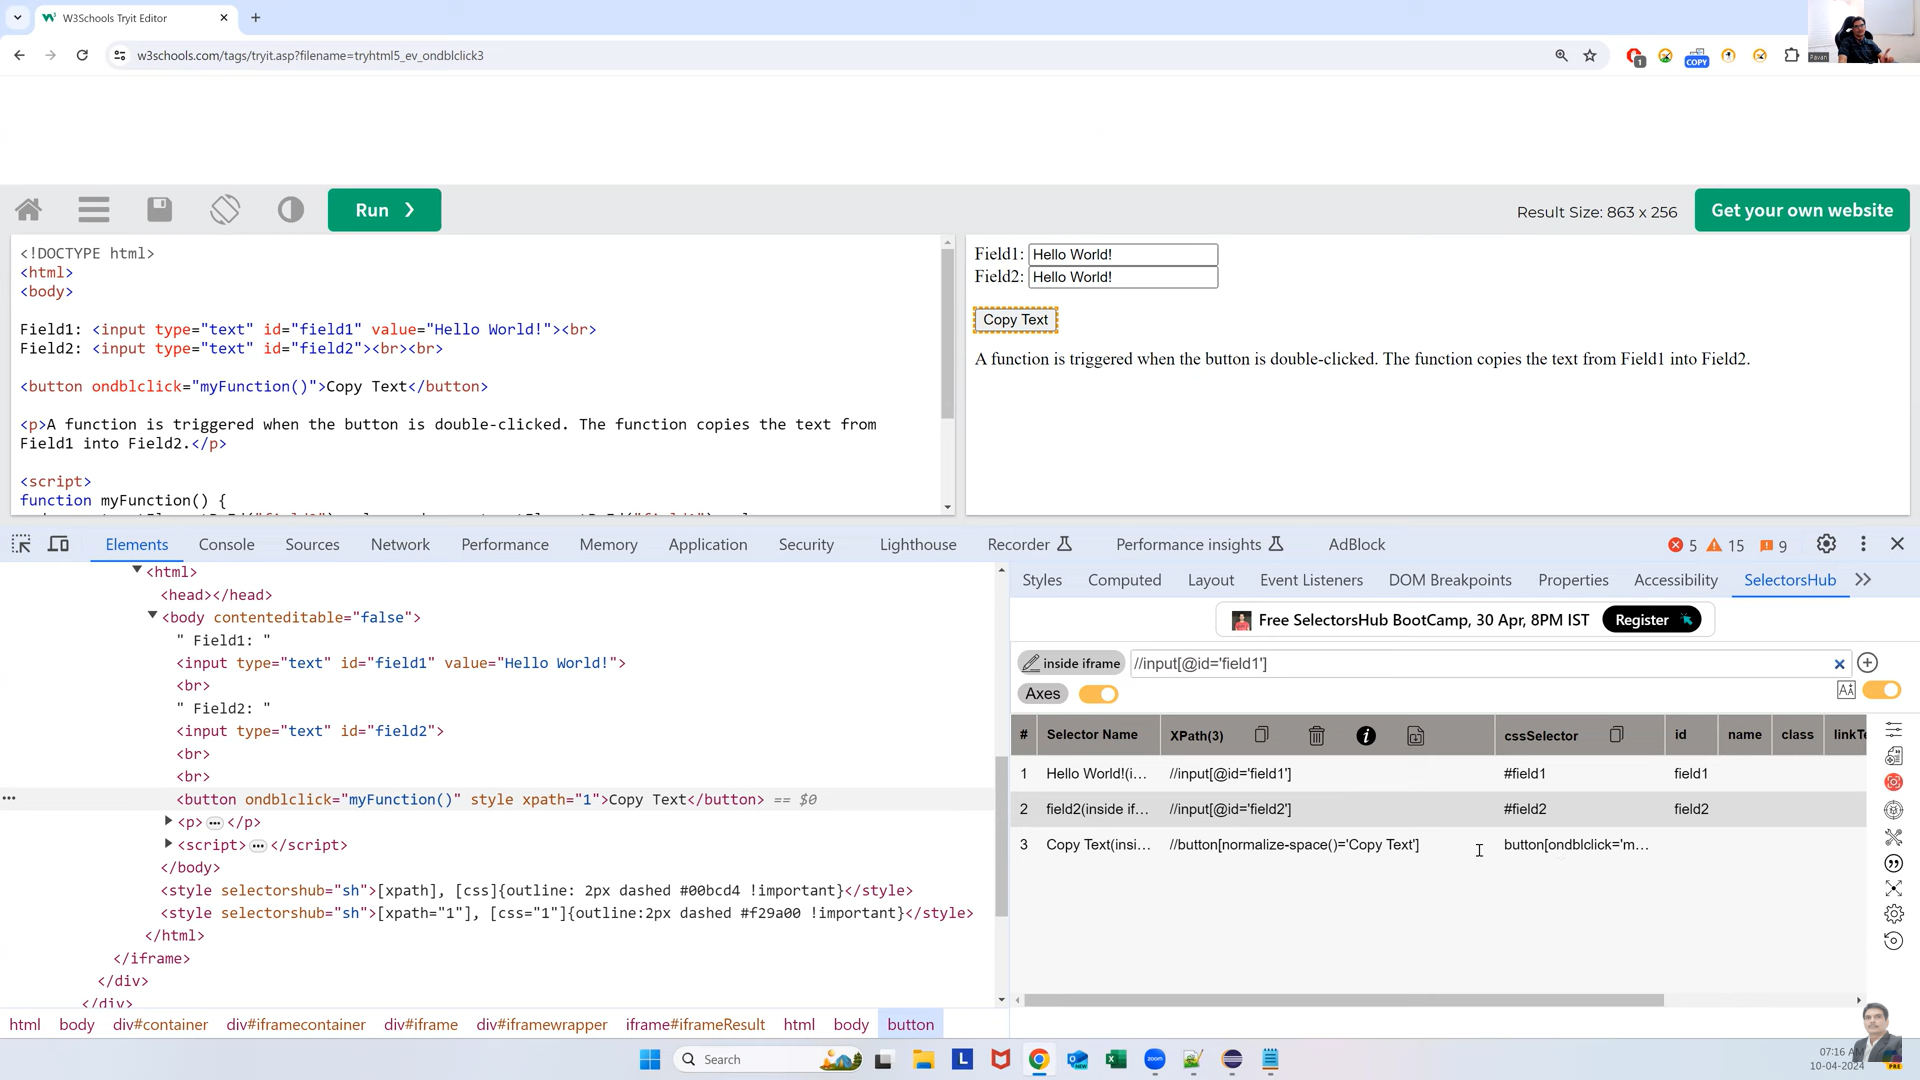 W3Schools Tryit Editor
w3schools.com/tags/tryit.asp?filename=tryhtml5_ev_ondblclick3
1
COPY
Pavan
Run ❯
Result Size: 863 x 256
Get your own website
<!DOCTYPE html>
<html>
<body>
Field1: <input type="text" id="field1" value="Hello World!"><br>
Field2: <input type="text" id="field2"><br><br>
<button ondblclick="myFunction()">Copy Text</button>
<p>A function is triggered when the button is double-clicked. The function copies the text from
Field1 into Field2.</p>
<script>
function myFunction() {
Field1: Hello World!
Field2: Hello World!
Copy Text
A function is triggered when the button is double-clicked. The function copies the text from Field1 into Field2.
Elements Console Sources Network Performance Memory Application Security Lighthouse Recorder Performance insights AdBlock 5 15 9
<html>
<head></head>
<body contenteditable="false">
" Field1: "
<input type="text" id="field1" value="Hello World!">
<br>
" Field2: "
<input type="text" id="field2">
<br>
<br>
<button ondblclick="myFunction()" style xpath="1">Copy Text</button> == $0
<p> … </p>
<script> … </script>
</body>
<style selectorshub="sh">[xpath], [css]{outline: 2px dashed #00bcd4 !important}</style>
<style selectorshub="sh">[xpath="1"], [css="1"]{outline:2px dashed #f29a00 !important}</style>
</html>
</iframe>
</div>
</div>
html body div#container div#iframecontainer div#iframe div#iframewrapper iframe#iframeResult html body button
Styles Computed Layout Event Listeners DOM Breakpoints Properties Accessibility SelectorsHub
Free SelectorsHub BootCamp, 30 Apr, 8PM IST Register
inside iframe //input[@id='field1']
Axes
# Selector Name XPath(3) cssSelector id name class linkTe
1 Hello World!(i... //input[@id='field1'] #field1 field1
2 field2(inside if... //input[@id='field2'] #field2 field2
3 Copy Text(insi... //button[normalize-space()='Copy Text'] button[ondblclick='m...
Search
zoom
07:16 AM
10-04-2024
PRE